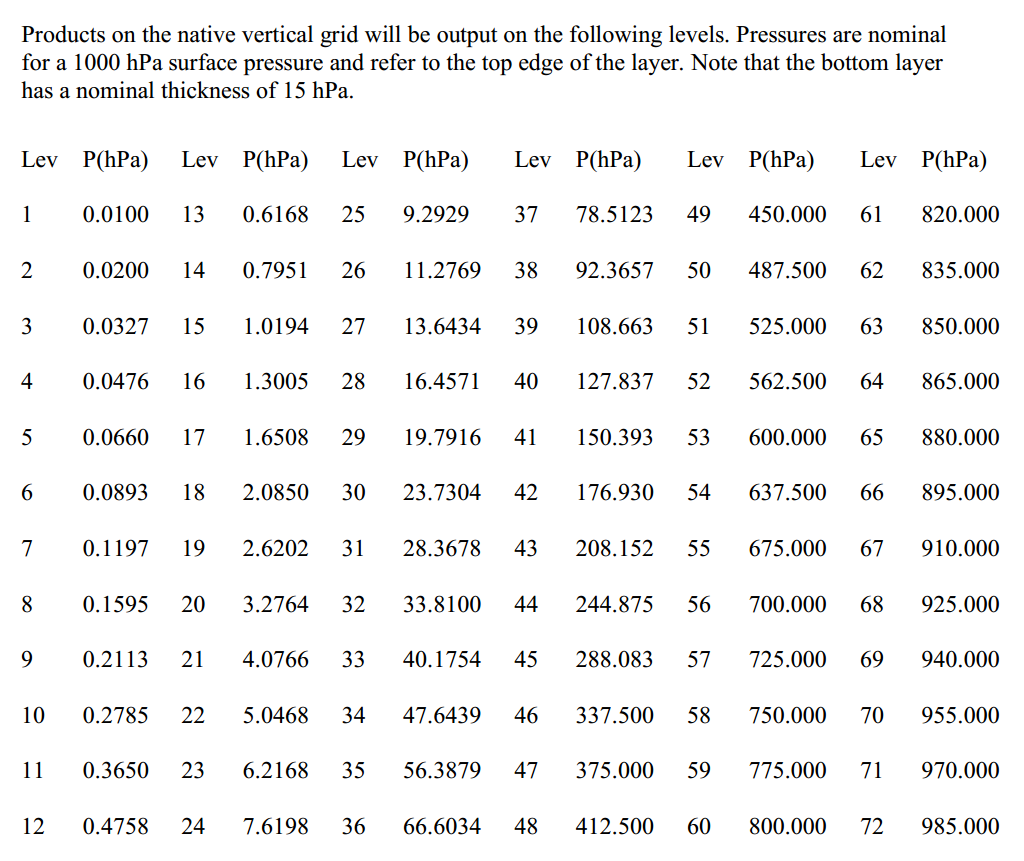 Products on the native vertical grid will be output on the following levels. Pressures are nominal
for a 1000 hPa surface pressure and refer to the top edge of the layer. Note that the bottom layer
has a nominal thickness of 15 hPa.
Lev P(hPa) Lev P(hPa) Lev P(hPa) Lev P(hPa) Lev P(hPa) Lev P(hPa)
1 0.0100 13 0.6168 25 9.2929 37 78.5123 49 450.000 61 820.000
2 0.0200 14 0.7951 26 11.2769 38 92.3657 50 487.500 62 835.000
3 0.0327 15 1.0194 27 13.6434 39 108.663 51 525.000 63 850.000
4 0.0476 16 1.3005 28 16.4571 40 127.837 52 562.500 64 865.000
5 0.0660 17 1.6508 29 19.7916 41 150.393 53 600.000 65 880.000
6 0.0893 18 2.0850 30 23.7304 42 176.930 54 637.500 66 895.000
7 0.1197 19 2.6202 31 28.3678 43 208.152 55 675.000 67 910.000
8 0.1595 20 3.2764 32 33.8100 44 244.875 56 700.000 68 925.000
9 0.2113 21 4.0766 33 40.1754 45 288.083 57 725.000 69 940.000
10 0.2785 22 5.0468 34 47.6439 46 337.500 58 750.000 70 955.000
11 0.3650 23 6.2168 35 56.3879 47 375.000 59 775.000 71 970.000
12 0.4758 24 7.6198 36 66.6034 48 412.500 60 800.000 72 985.000